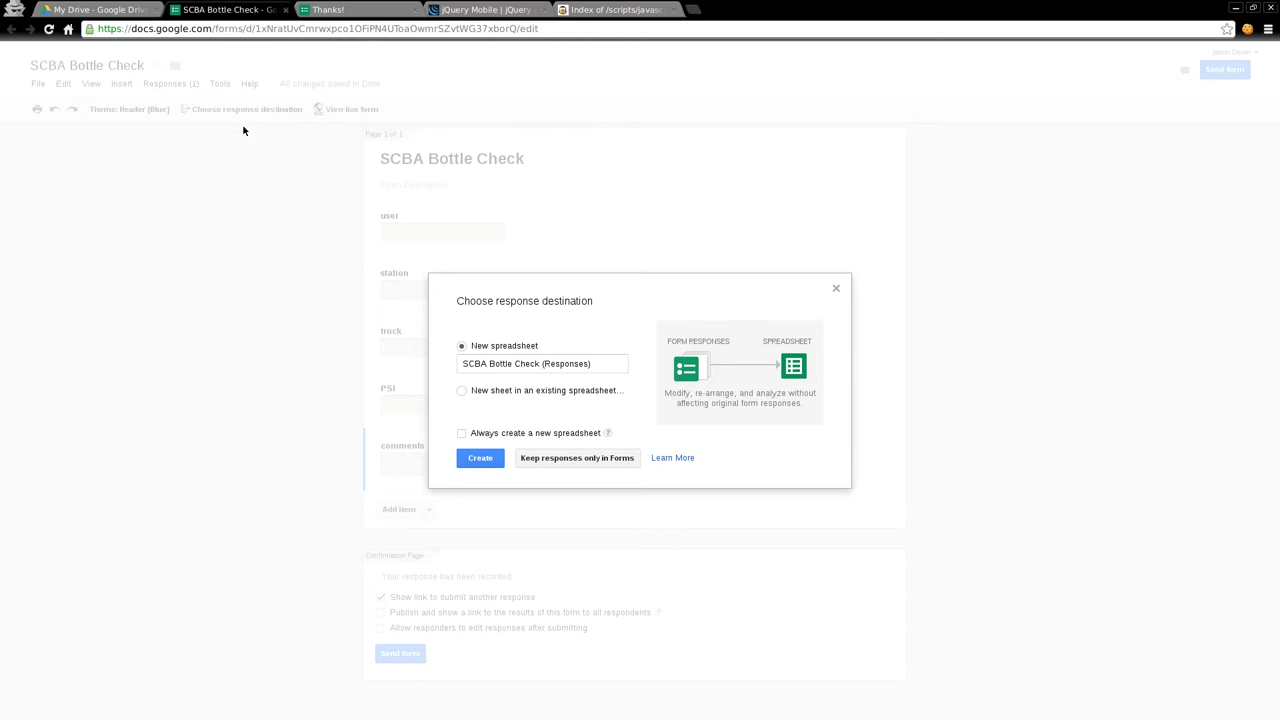 My Drive - Google Driv
SCBA Bottle Check - Go
Thanks!
jQuery Mobile | jQuery
Index of /scripts/javasc
https://docs.google.com/forms/d/1xNratUvCmrwxpco1OFiPN4UToaOwmrSZvtWG37xborQ/edit
Jason Devan
SCBA Bottle Check
Send form
File Edit View Insert Responses (1) Tools Help All changes saved in Drive
Theme: Header (Blue) Choose response destination View live form
Page 1 of 1
SCBA Bottle Check
Form Description
user
station
truck
PSI
comments
Choose response destination
New spreadsheet
SCBA Bottle Check (Responses)
New sheet in an existing spreadsheet...
Always create a new spreadsheet ?
Create Keep responses only in Forms Learn More
FORM RESPONSES SPREADSHEET
Modify, re-arrange, and analyze without
affecting original form responses.
Add item
Confirmation Page
Your response has been recorded.
Show link to submit another response
Publish and show a link to the results of this form to all respondents ?
Allow responders to edit responses after submitting
Send form